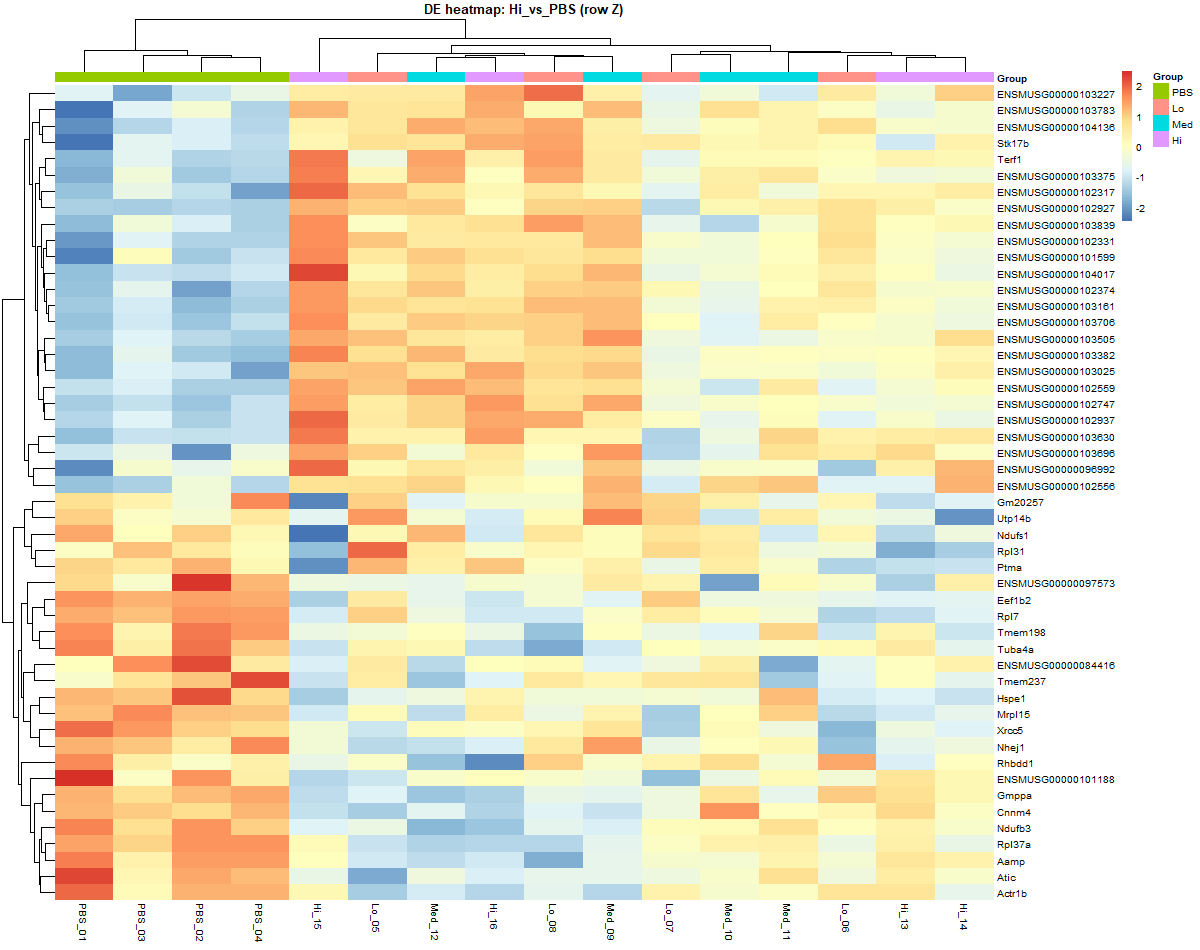 DE heatmap: Hi_vs_PBS (row Z)
Group
ENSMUSG00000103227
ENSMUSG00000103783
ENSMUSG00000104136
Stk17b
Terf1
ENSMUSG00000103375
ENSMUSG00000102317
ENSMUSG00000102927
ENSMUSG00000103839
ENSMUSG00000102331
ENSMUSG00000101599
ENSMUSG00000104017
ENSMUSG00000102374
ENSMUSG00000103161
ENSMUSG00000103706
ENSMUSG00000103505
ENSMUSG00000103382
ENSMUSG00000103025
ENSMUSG00000102559
ENSMUSG00000102747
ENSMUSG00000102937
ENSMUSG00000103630
ENSMUSG00000103696
ENSMUSG00000096992
ENSMUSG00000102556
Gm20257
Utp14b
Ndufs1
Rpl31
Ptma
ENSMUSG00000097573
Eef1b2
Rpl7
Tmem198
Tuba4a
ENSMUSG00000084416
Tmem237
Hspe1
Mrpl15
Xrcc5
Nhej1
Rhbdd1
ENSMUSG00000101188
Gmppa
Cnnm4
Ndufb3
Rpl37a
Aamp
Atic
Actr1b
PBS_01
PBS_03
PBS_02
PBS_04
Hi_15
Lo_05
Med_12
Hi_16
Lo_08
Med_09
Lo_07
Med_10
Med_11
Lo_06
Hi_13
Hi_14
2
1
0
-1
-2
Group
PBS
Lo
Med
Hi